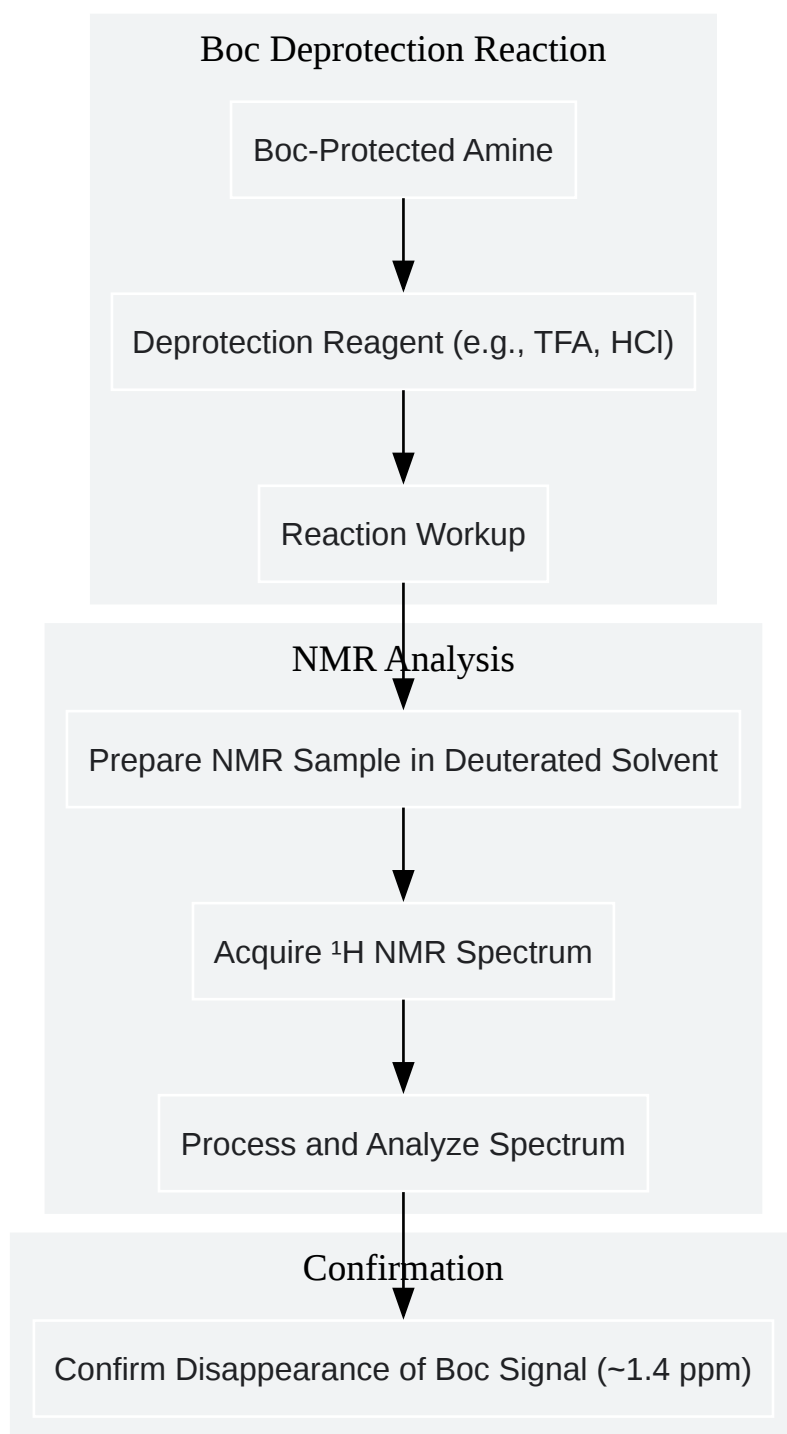 Boc Deprotection Reaction
Boc-Protected Amine
Deprotection Reagent (e.g., TFA, HCl)
Reaction Workup
NMR Analysis
Prepare NMR Sample in Deuterated Solvent
Acquire ¹H NMR Spectrum
Process and Analyze Spectrum
Confirmation
Confirm Disappearance of Boc Signal (~1.4 ppm)